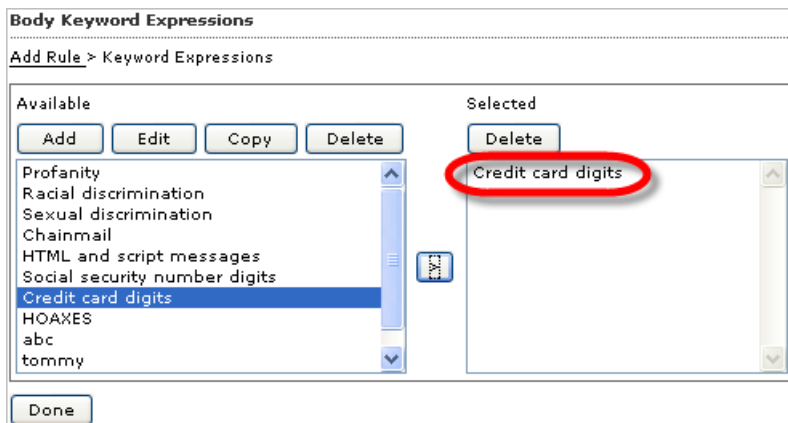 Body Keyword Expressions
Add Rule > Keyword Expressions
Available
Selected
Add Edit Copy Delete
Delete
Profanity
Racial discrimination
Sexual discrimination
Chainmail
HTML and script messages
Social security number digits
Credit card digits
HOAXES
abc
tommy
>
Credit card digits
Done